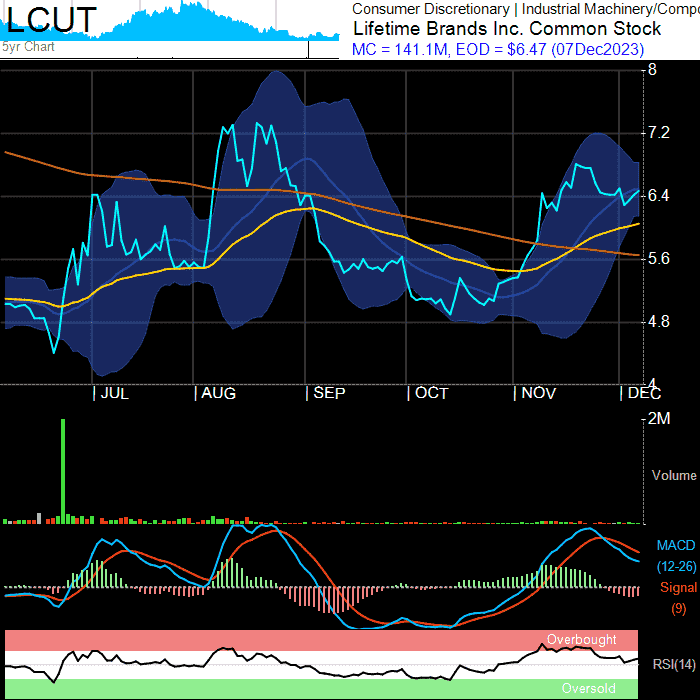 LCUT
5yr Chart
Consumer Discretionary | Industrial Machinery/Compo
Lifetime Brands Inc. Common Stock
MC = 141.1M, EOD = $6.47 (07Dec2023)
8
7.2
6.4
5.6
4.8
4
JUL AUG SEP OCT NOV DEC
2M
Volume
MACD
(12-26)
Signal
(9)
Overbought
RSI(14)
Oversold